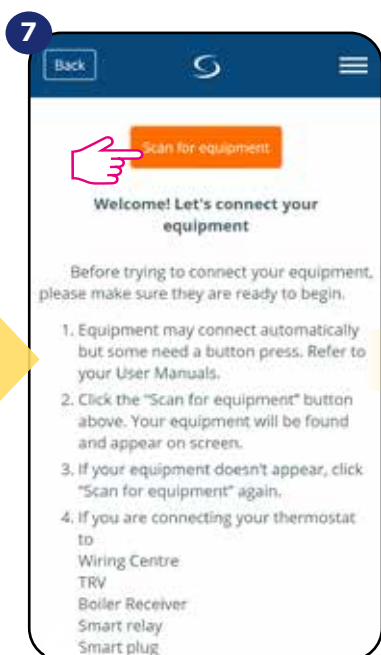 7
Back
Scan for equipment
Welcome! Let's connect your
equipment
Before trying to connect your equipment,
please make sure they are ready to begin.
1. Equipment may connect automatically
but some need a button press. Refer to
your User Manuals.
2. Click the "Scan for equipment" button
above. Your equipment will be found
and appear on screen.
3. If your equipment doesn't appear, click
"Scan for equipment" again.
4. If you are connecting your thermostat
to
Wiring Centre
TRV
Boiler Receiver
Smart relay
Smart plug